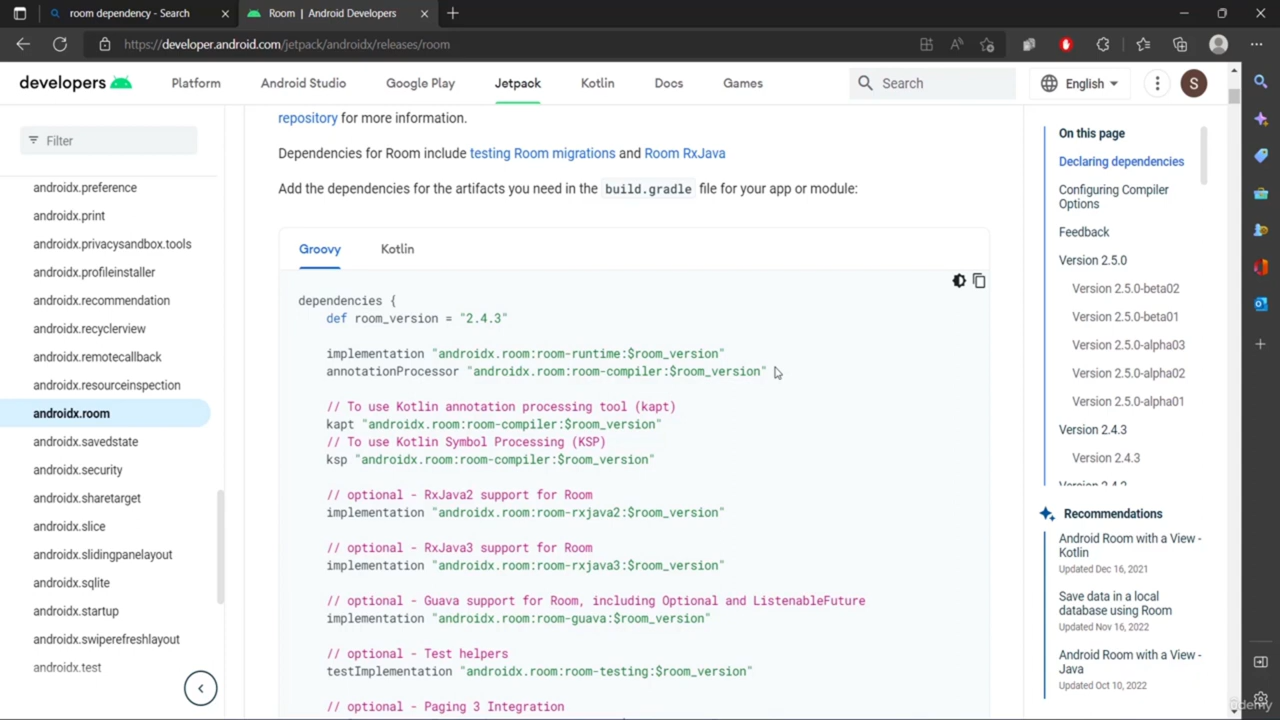 room dependency - Search
Room | Android Developers
https://developer.android.com/jetpack/androidx/releases/room
developers
Platform
Android Studio
Google Play
Jetpack
Kotlin
Docs
Games
Search
English
S
Filter
androidx.preference
androidx.print
androidx.privacysandbox.tools
androidx.profileinstaller
androidx.recommendation
androidx.recyclerview
androidx.remotecallback
androidx.resourceinspection
androidx.room
androidx.savedstate
androidx.security
androidx.sharetarget
androidx.slice
androidx.slidingpanelayout
androidx.sqlite
androidx.startup
androidx.swiperefreshlayout
androidx.test
repository for more information.
Dependencies for Room include testing Room migrations and Room RxJava
Add the dependencies for the artifacts you need in the build.gradle file for your app or module:
Groovy
Kotlin
dependencies {
def room_version = "2.4.3"
implementation "androidx.room:room-runtime:$room_version"
annotationProcessor "androidx.room:room-compiler:$room_version"
// To use Kotlin annotation processing tool (kapt)
kapt "androidx.room:room-compiler:$room_version"
// To use Kotlin Symbol Processing (KSP)
ksp "androidx.room:room-compiler:$room_version"
// optional - RxJava2 support for Room
implementation "androidx.room:room-rxjava2:$room_version"
// optional - RxJava3 support for Room
implementation "androidx.room:room-rxjava3:$room_version"
// optional - Guava support for Room, including Optional and ListenableFuture
implementation "androidx.room:room-guava:$room_version"
// optional - Test helpers
testImplementation "androidx.room:room-testing:$room_version"
// optional - Paging 3 Integration
On this page
Declaring dependencies
Configuring Compiler
Options
Feedback
Version 2.5.0
Version 2.5.0-beta02
Version 2.5.0-beta01
Version 2.5.0-alpha03
Version 2.5.0-alpha02
Version 2.5.0-alpha01
Version 2.4.3
Version 2.4.3
Version 2.4.2
Recommendations
Android Room with a View -
Kotlin
Updated Dec 16, 2021
Save data in a local
database using Room
Updated Nov 16, 2022
Android Room with a View -
Java
Updated Oct 10, 2022
Udemy